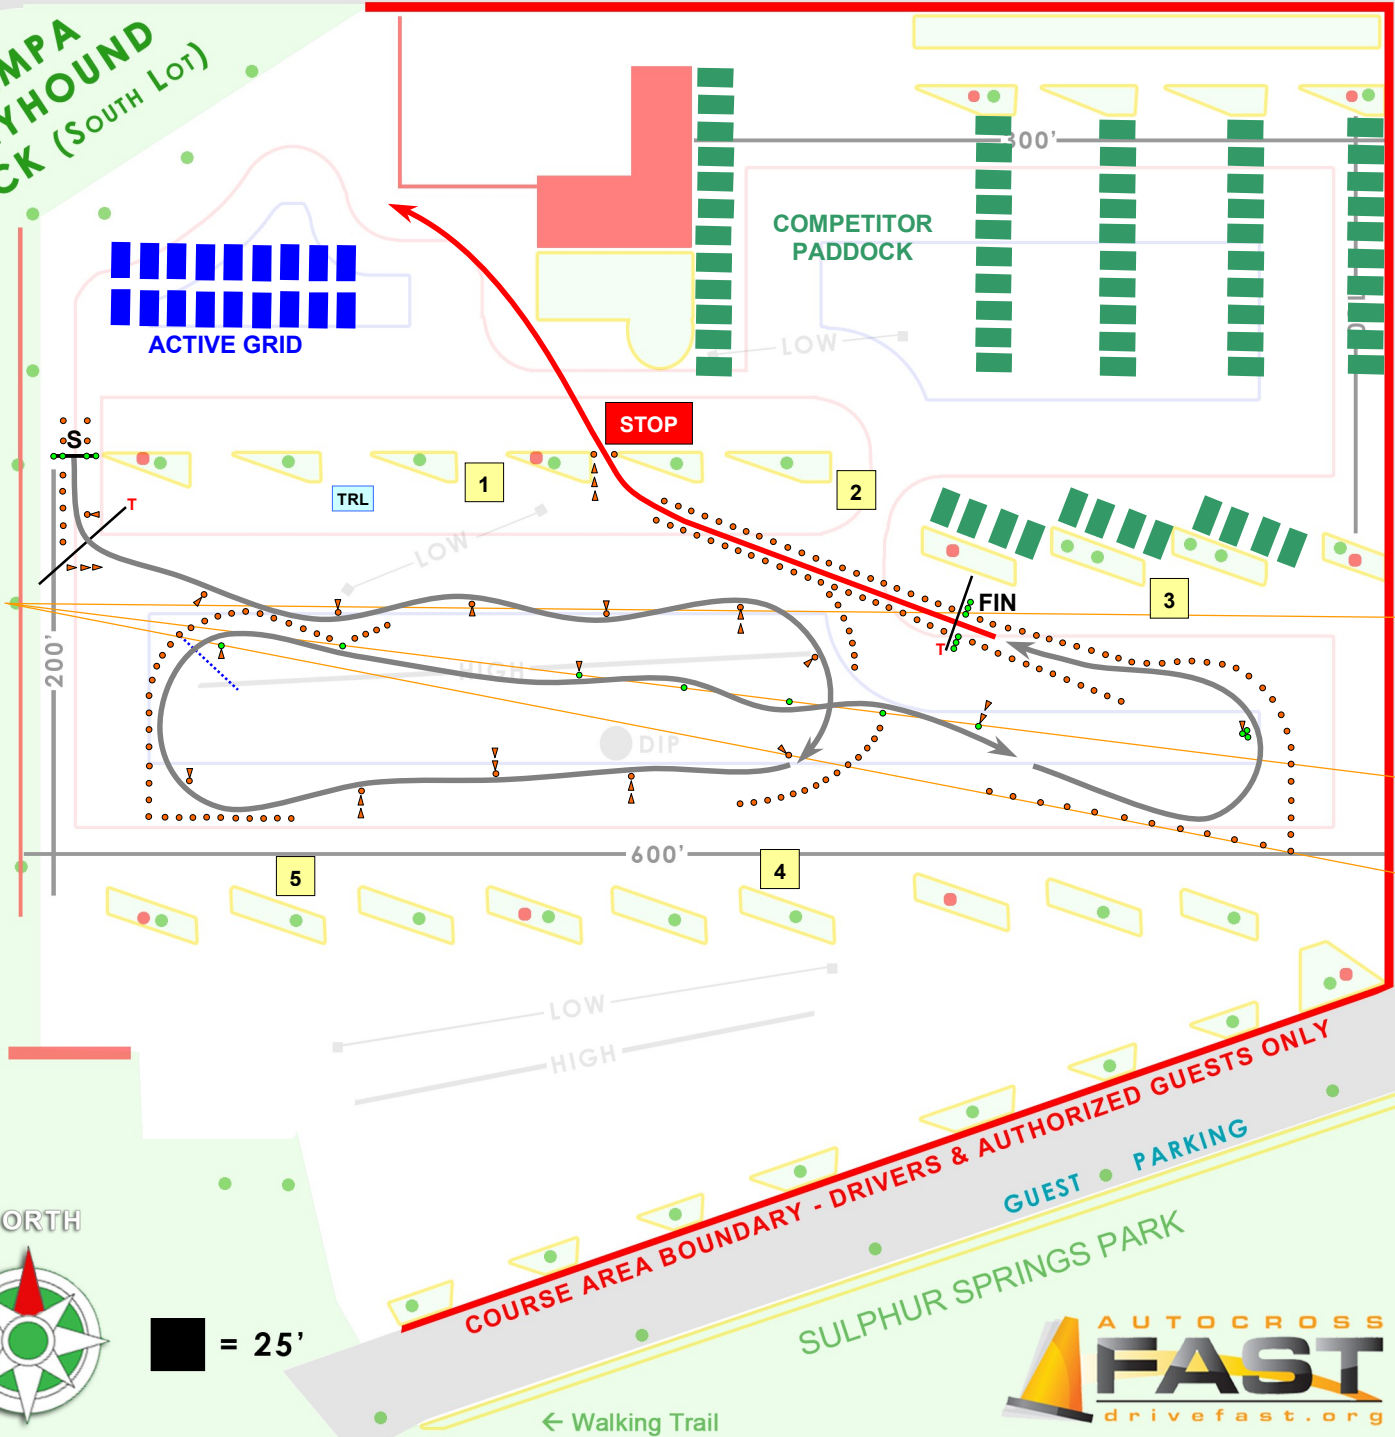 MPA
YHOUND
CK (SOUTH LOT)
300'
COMPETITOR
PADDOCK
ACTIVE GRID
LOW
STOP
S
1
TRL
2
T
LOW
FIN
3
T
200'
HIGH
DIP
600'
5
4
LOW
HIGH
COURSE AREA BOUNDARY - DRIVERS & AUTHORIZED GUESTS ONLY
GUEST PARKING
SULPHUR SPRINGS PARK
ORTH
= 25'
← Walking Trail
AUTOCROSS
FAST
drivefast.org